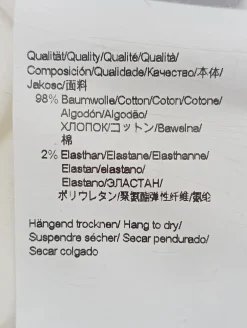 Qualität/Quality/Qualité/Qualità/
Composición/Qualidade/Качество/本体/
Jakosc/面料
98% Baumwolle/Cotton/Coton/Cotone/
Algodón/Algodão/
ХЛОПОК/コットン/Bawelna/
棉
2% Elasthan/Elastane/Elasthanne/
Elastan/elastano/
Elastano/ЭЛАСТАН/
ポリウレタン/聚氨酯弹性纤维/氨纶
Hängend trocknen/ Hang to dry/
Suspendre sécher/ Secar pendurado/
Secar colgado